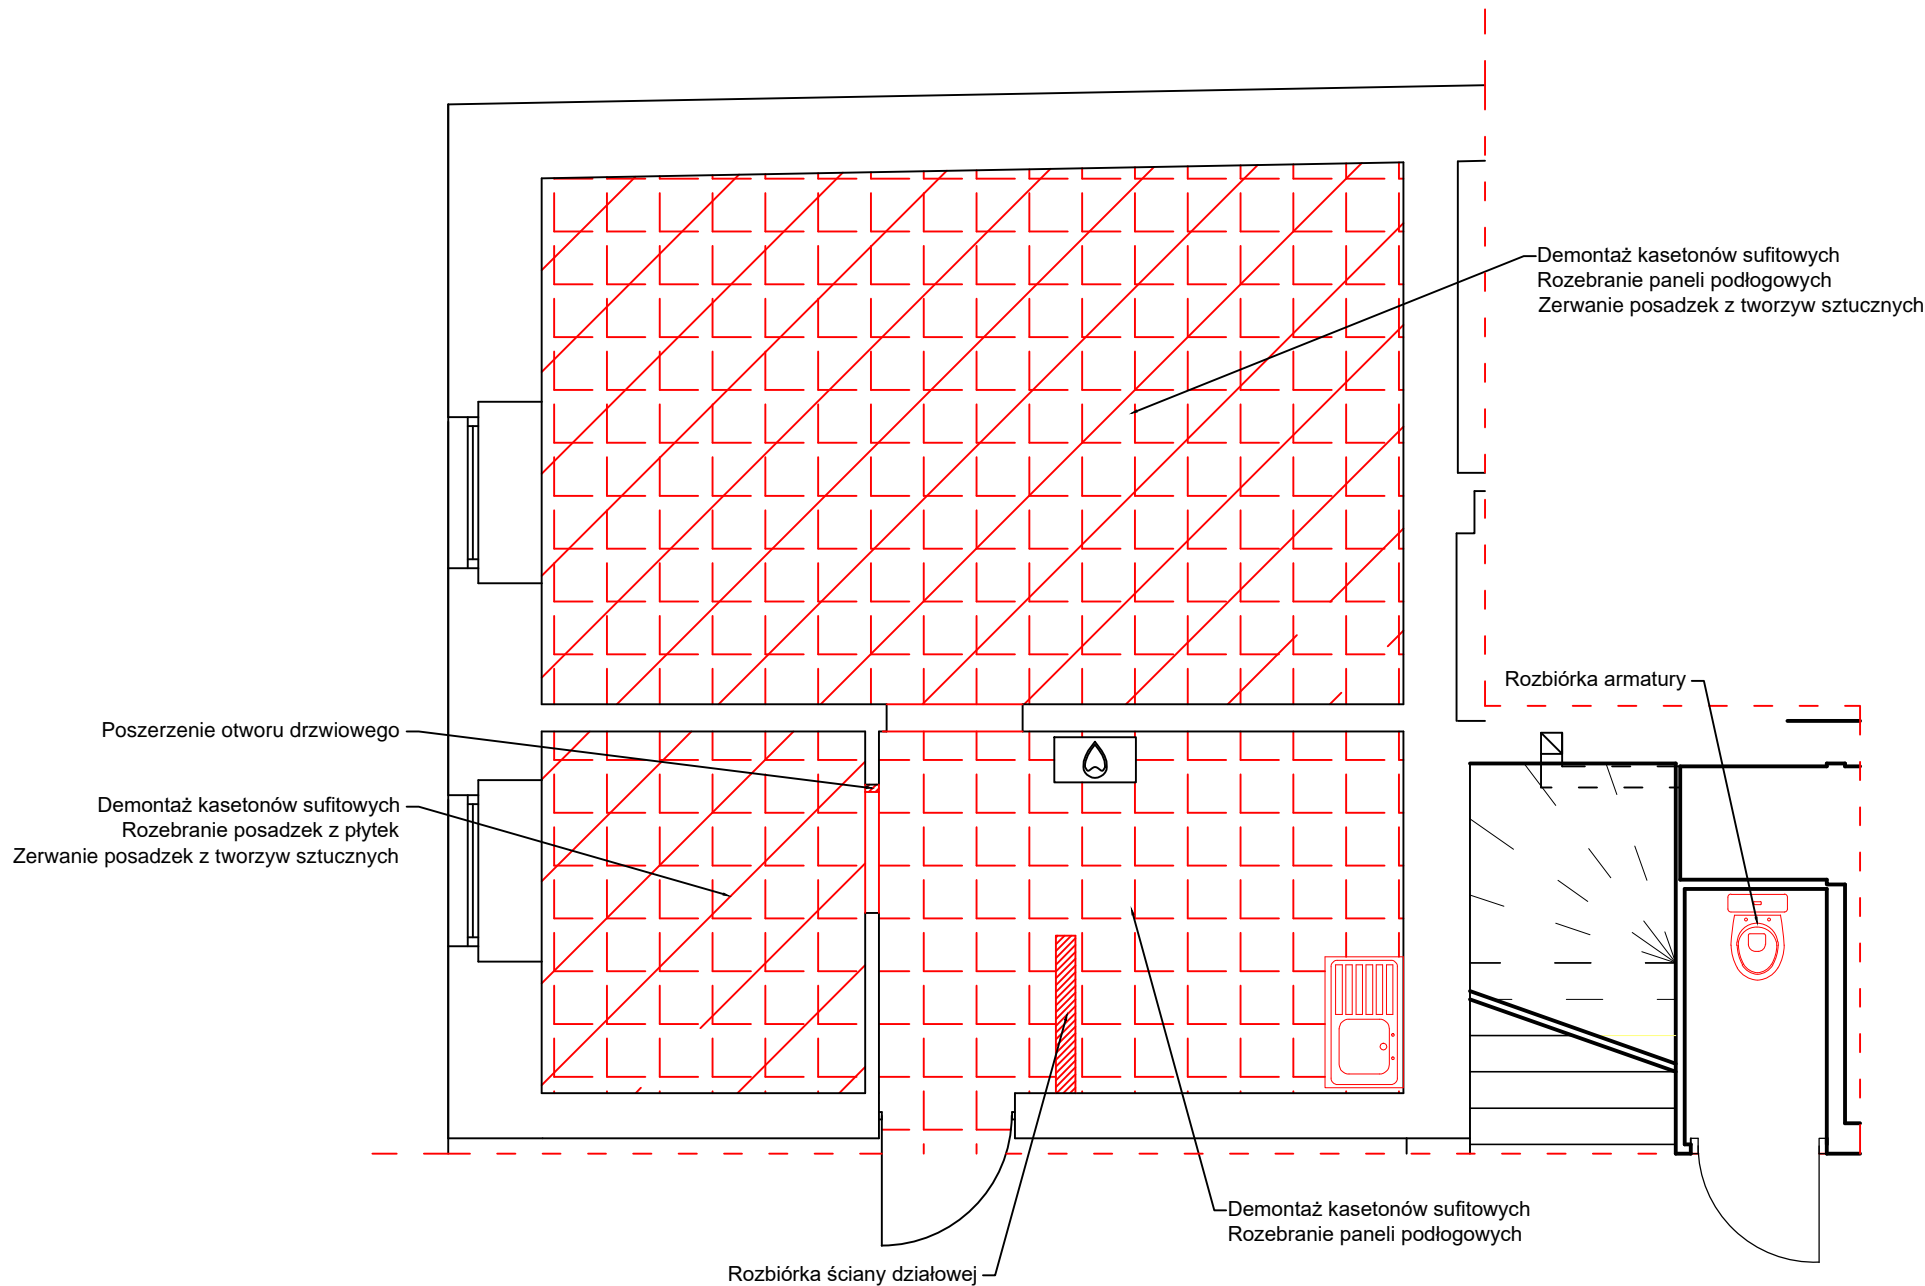 Demontaż kasetonów sufitowych
Rozebranie paneli podłogowych
Zerwanie posadzek z tworzyw sztucznych
Rozbiórka armatury
Poszerzenie otworu drzwiowego
Demontaż kasetonów sufitowych
Rozebranie posadzek z płytek
Zerwanie posadzek z tworzyw sztucznych
Demontaż kasetonów sufitowych
Rozebranie paneli podłogowych
Rozbiórka ściany działowej